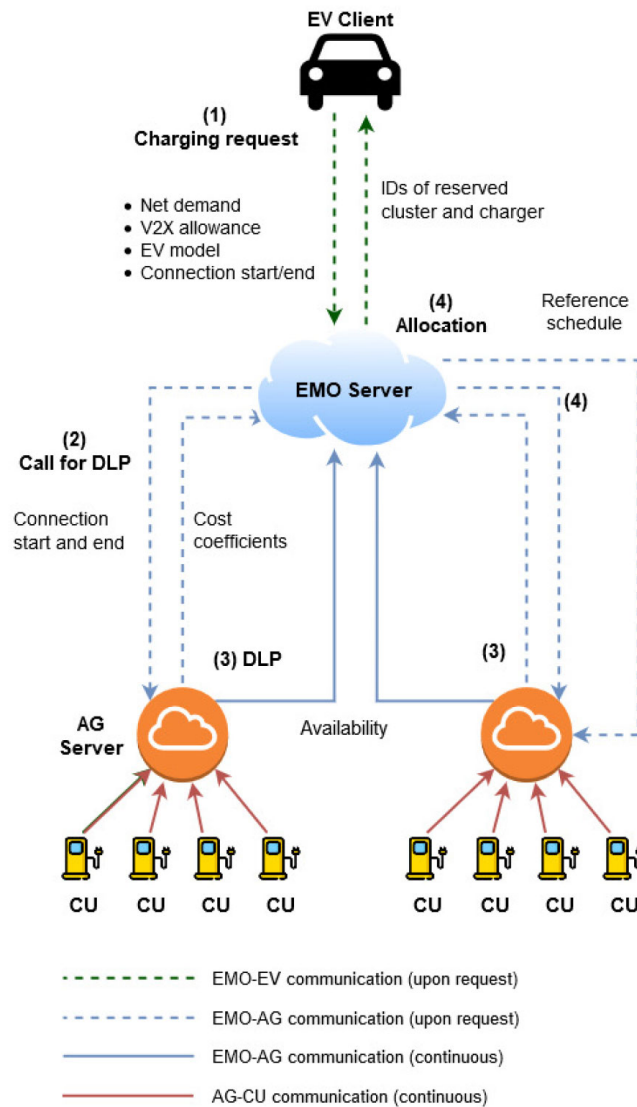 EV Client
(1)
Charging request
• Net demand
• V2X allowance
• EV model
• Connection start/end
IDs of reserved
cluster and charger
(4)
Allocation
Reference
schedule
EMO Server
(4)
(2)
Call for DLP
Connection
start and end
Cost
coefficients
(3) DLP
(3)
AG
Server
Availability
CU
CU
CU
CU
CU
CU
CU
CU
EMO-EV communication (upon request)
EMO-AG communication (upon request)
EMO-AG communication (continuous)
AG-CU communication (continuous)